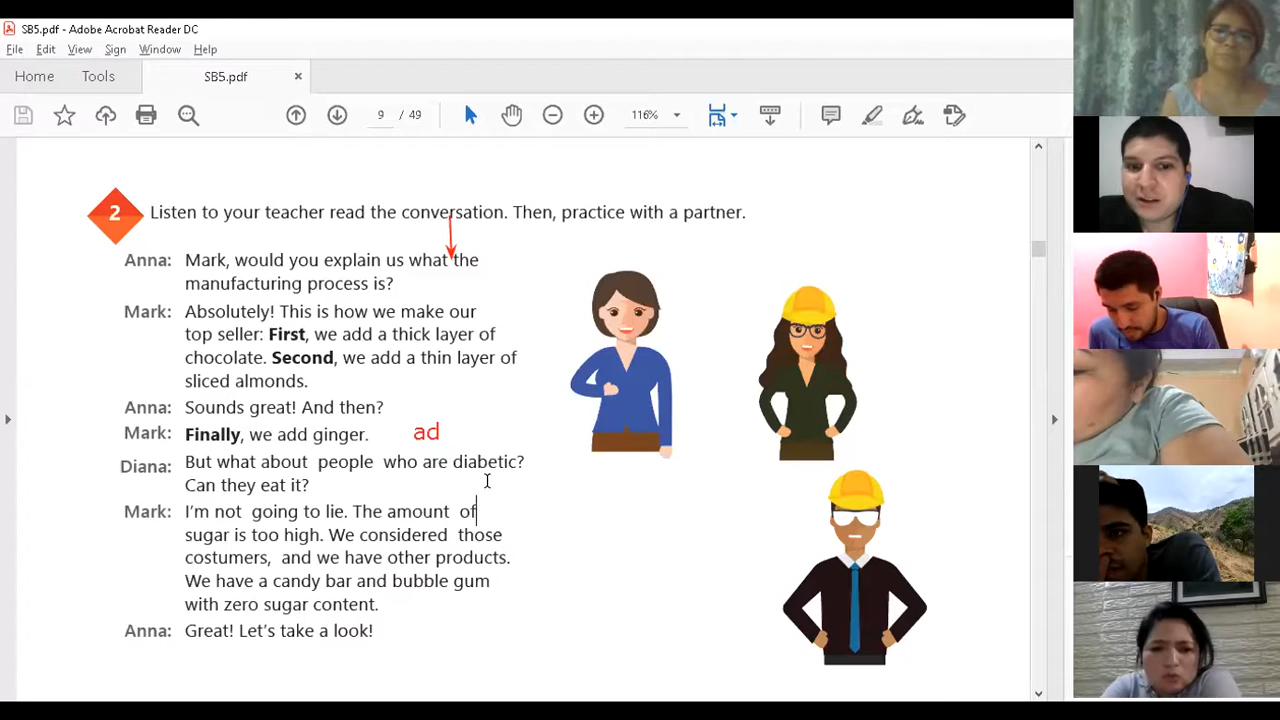 SB5.pdf - Adobe Acrobat Reader DC
File Edit View Sign Window Help
Home Tools SB5.pdf ×
9 / 49 116%
2 Listen to your teacher read the conversation. Then, practice with a partner.
Anna: Mark, would you explain us what the
manufacturing process is?
Mark: Absolutely! This is how we make our
top seller: First, we add a thick layer of
chocolate. Second, we add a thin layer of
sliced almonds.
Anna: Sounds great! And then?
Mark: Finally, we add ginger. ad
Diana: But what about people who are diabetic?
Can they eat it?
Mark: I'm not going to lie. The amount of
sugar is too high. We considered those
costumers, and we have other products.
We have a candy bar and bubble gum
with zero sugar content.
Anna: Great! Let's take a look!